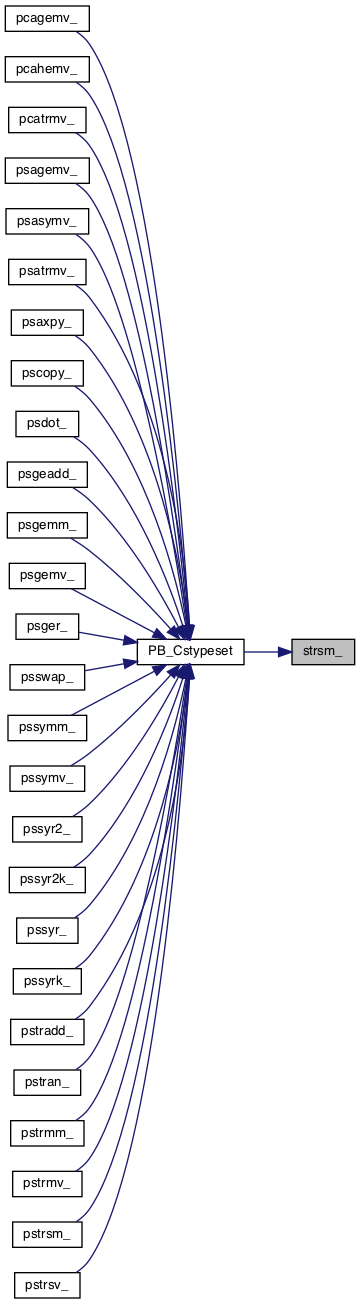 pcagemv_
pcahemv_
pcatrmv_
psagemv_
psasymv_
psatrmv_
psaxpy_
pscopy_
psdot_
psgeadd_
psgemm_
psgemv_
psger_
PB_Cstypeset
strsm_
psswap_
pssymm_
pssymv_
pssyr2_
pssyr2k_
pssyr_
pssyrk_
pstradd_
pstran_
pstrmm_
pstrmv_
pstrsm_
pstrsv_